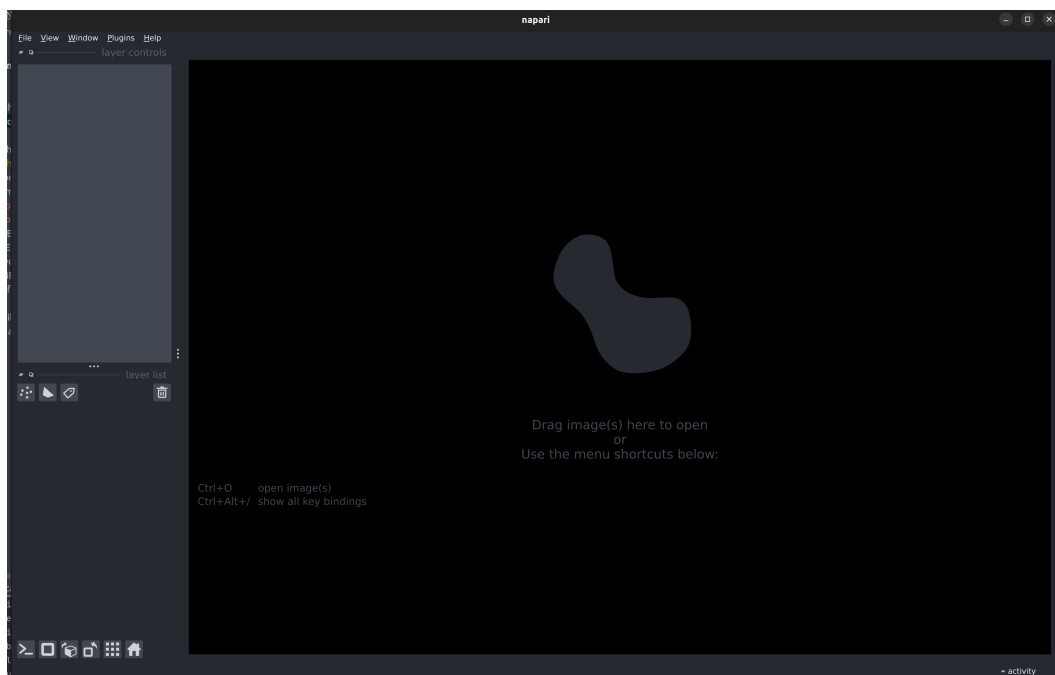 napari
File View Window Plugins Help
layer controls
layer list
Drag image(s) here to open
or
Use the menu shortcuts below:
Ctrl+O open image(s)
Ctrl+Alt+/ show all key bindings
activity